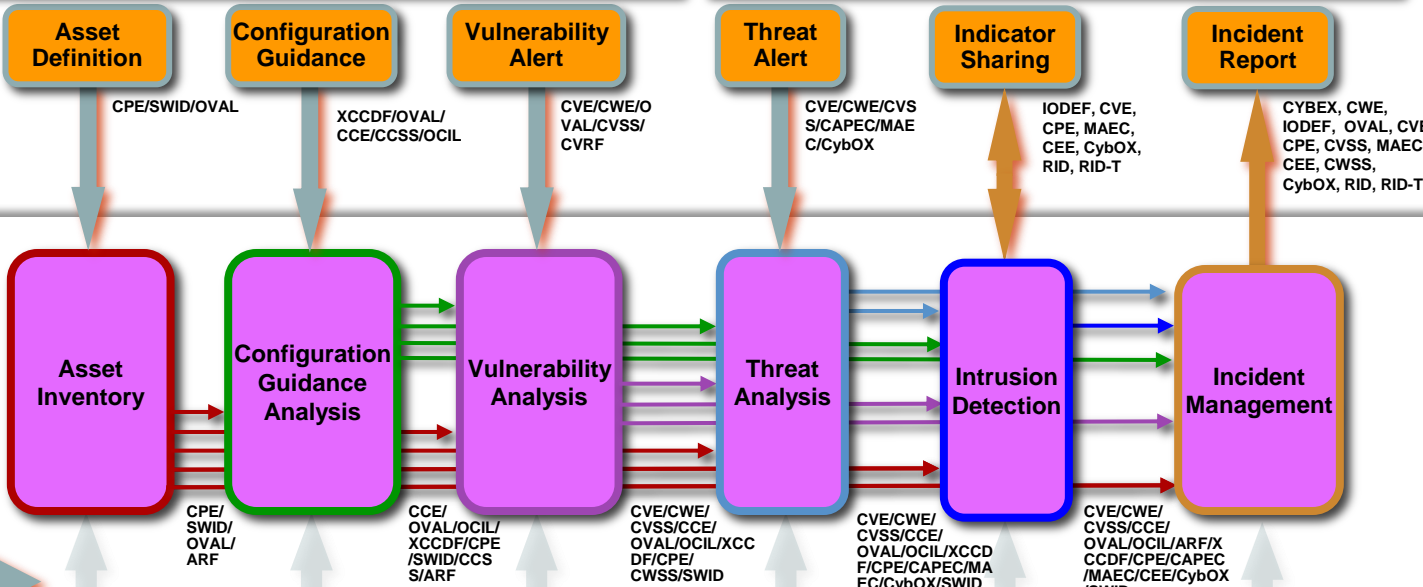 Asset
Definition
Configuration
Guidance
Vulnerability
Alert
Threat
Alert
Indicator
Sharing
Incident
Report
CPE/SWID/OVAL
XCCDF/OVAL/
CCE/CCSS/OCIL
CVE/CWE/O
VAL/CVSS/
CVRF
CVE/CWE/CVS
S/CAPEC/MAE
C/CybOX
IODEF, CVE,
CPE, MAEC,
CEE, CybOX,
RID, RID-T
CYBEX, CWE,
IODEF, OVAL, CVE
CPE, CVSS, MAEC
CEE, CWSS,
CybOX, RID, RID-T
Asset
Inventory
Configuration
Guidance
Analysis
Vulnerability
Analysis
Threat
Analysis
Intrusion
Detection
Incident
Management
CPE/
SWID/
OVAL/
ARF
CCE/
OVAL/OCIL/
XCCDF/CPE
/SWID/CCS
S/ARF
CVE/CWE/
CVSS/CCE/
OVAL/OCIL/XCC
DF/CPE/
CWSS/SWID
CVE/CWE/
CVSS/CCE/
OVAL/OCIL/XCCD
F/CPE/CAPEC/MA
EC/CybOX/SWID
CVE/CWE/
CVSS/CCE/
OVAL/OCIL/ARF/X
CCDF/CPE/CAPEC
/MAEC/CEE/CybOX
/SWID